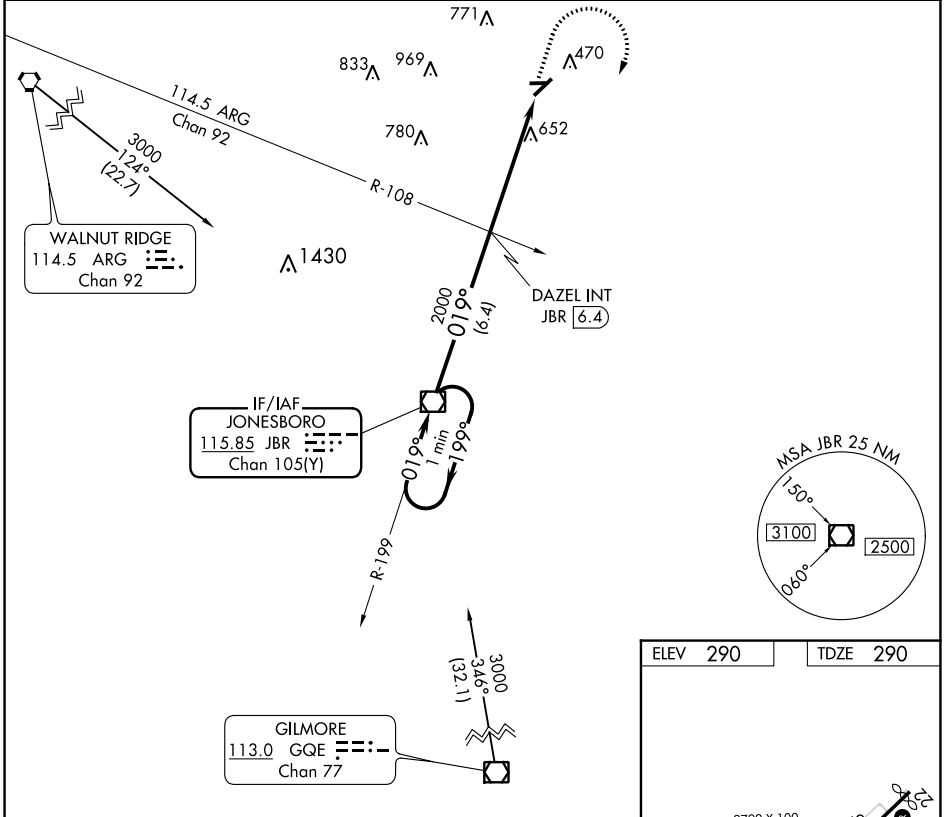 771
833
969
470
114.5 ARG
Chan 92
780
652
3000
124°
(22.7)
R-108
WALNUT RIDGE
114.5 ARG
Chan 92
1430
DAZEL INT
JBR 6.4
2000
019°
(6.4)
IF/IAF
JONESBORO
115.85 JBR
Chan 105(Y)
019°
1 min
199°
MSA JBR 25 NM
150°
3100
2500
060°
R-199
3000
346°
(32.1)
ELEV 290
TDZE 290
GILMORE
113.0 GQE
Chan 77
22